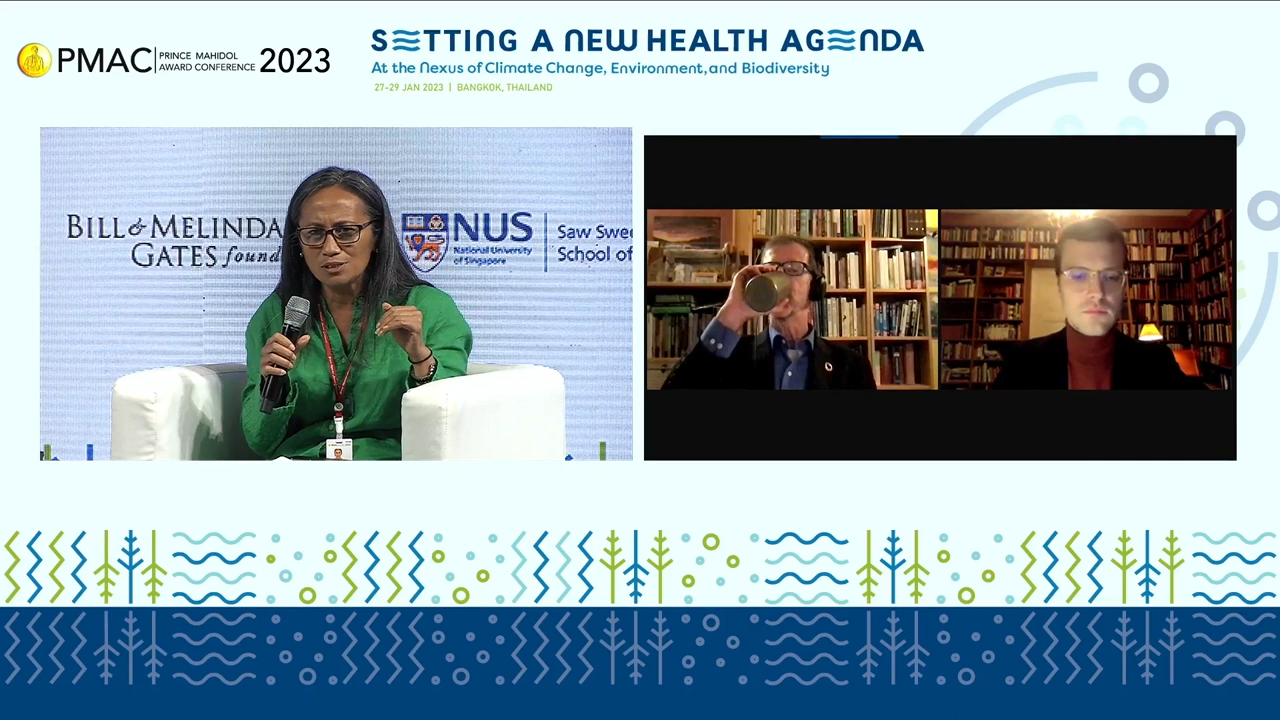 PMAC
PRINCE MAHIDOL
AWARD CONFERENCE
2023
SETTING A NEW HEALTH AGENDA
At the Nexus of Climate Change, Environment, and Biodiversity
27-29 JAN 2023 | BANGKOK, THAILAND
BILL & MELINDA
GATES found
NUS
National University
of Singapore
Saw Swee
School of